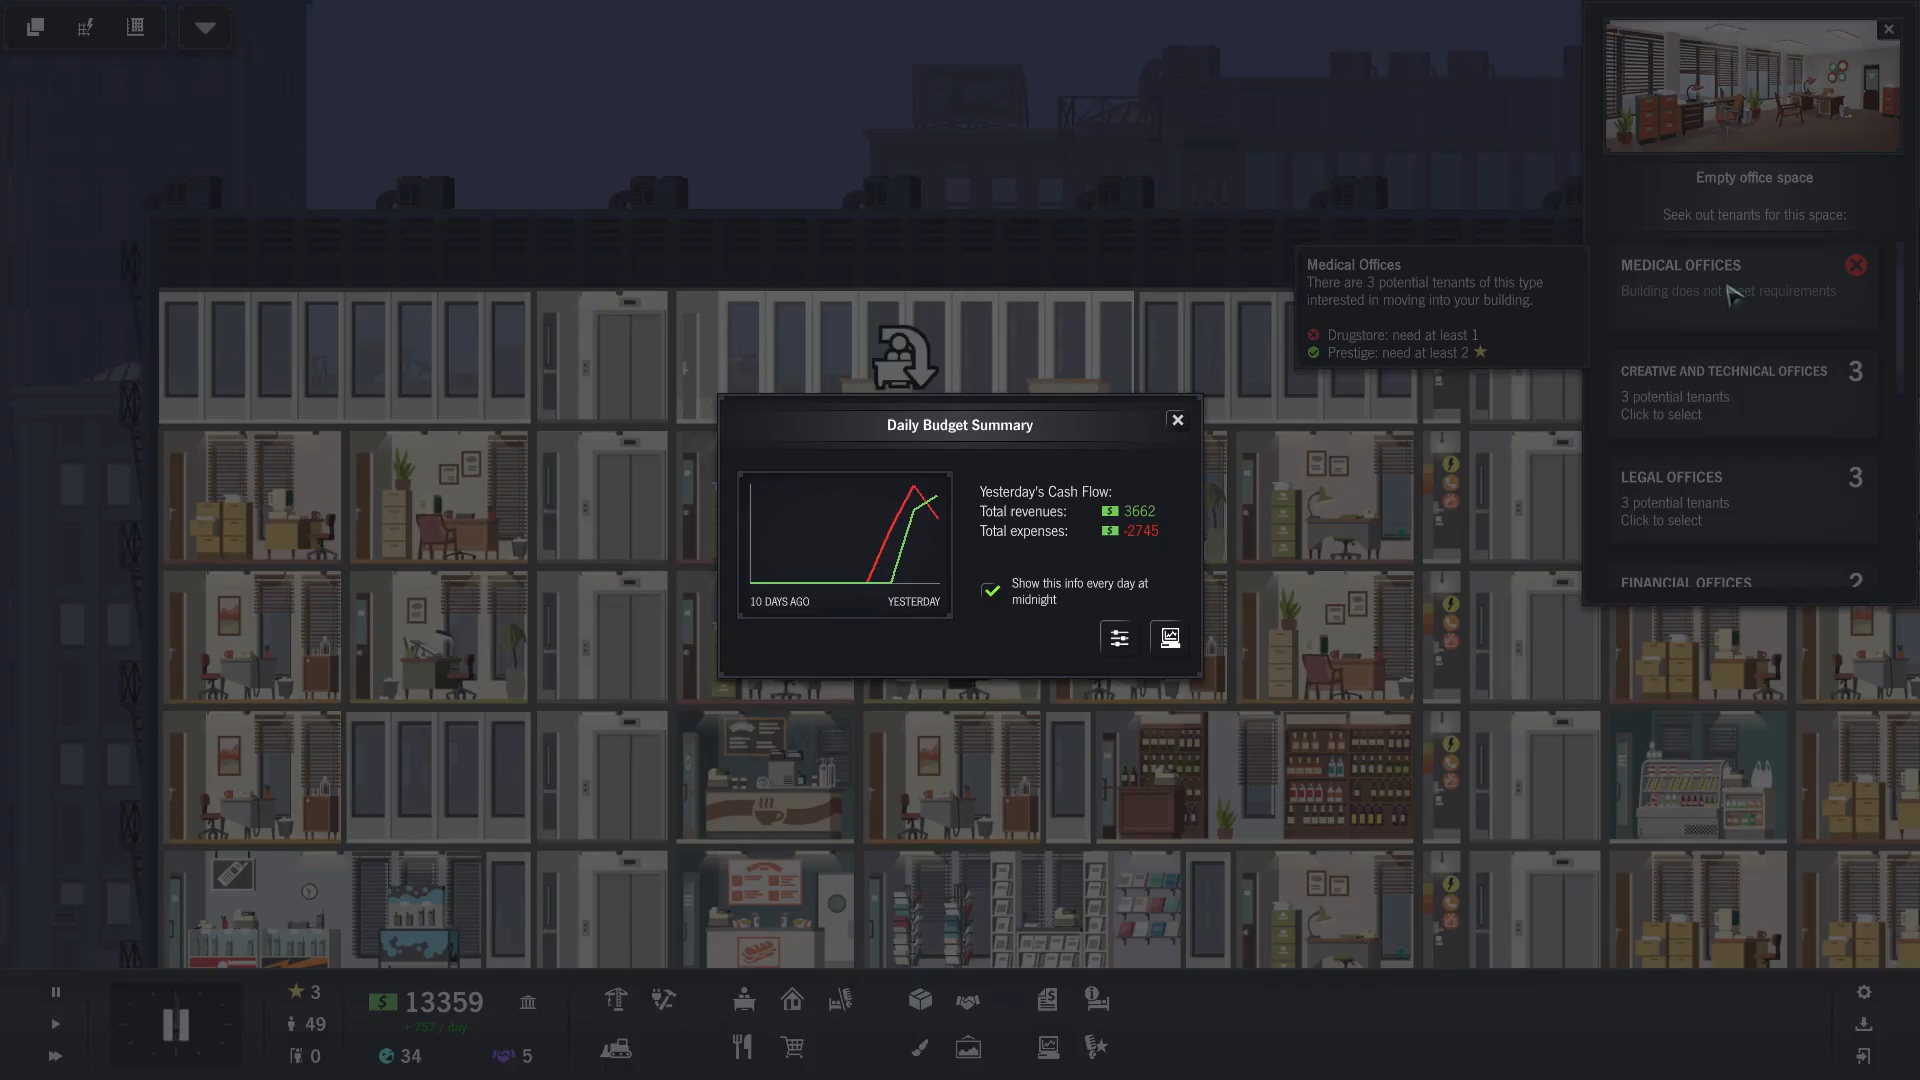 Empty office space
Seek out tenants for this space:
MEDICAL OFFICES
Building does not meet requirements
Medical Offices
There are 3 potential tenants of this type
interested in moving into your building.
Drugstore: need at least 1
Prestige: need at least 2
CREATIVE AND TECHNICAL OFFICES 3
3 potential tenants
Click to select
LEGAL OFFICES 3
3 potential tenants
Click to select
FINANCIAL OFFICES 2
Daily Budget Summary
Yesterday's Cash Flow:
Total revenues: $ 3662
Total expenses: $ -2745
Show this info every day at
midnight
10 DAYS AGO YESTERDAY
3
49
0
$ 13359
+ 757 / day
34
5